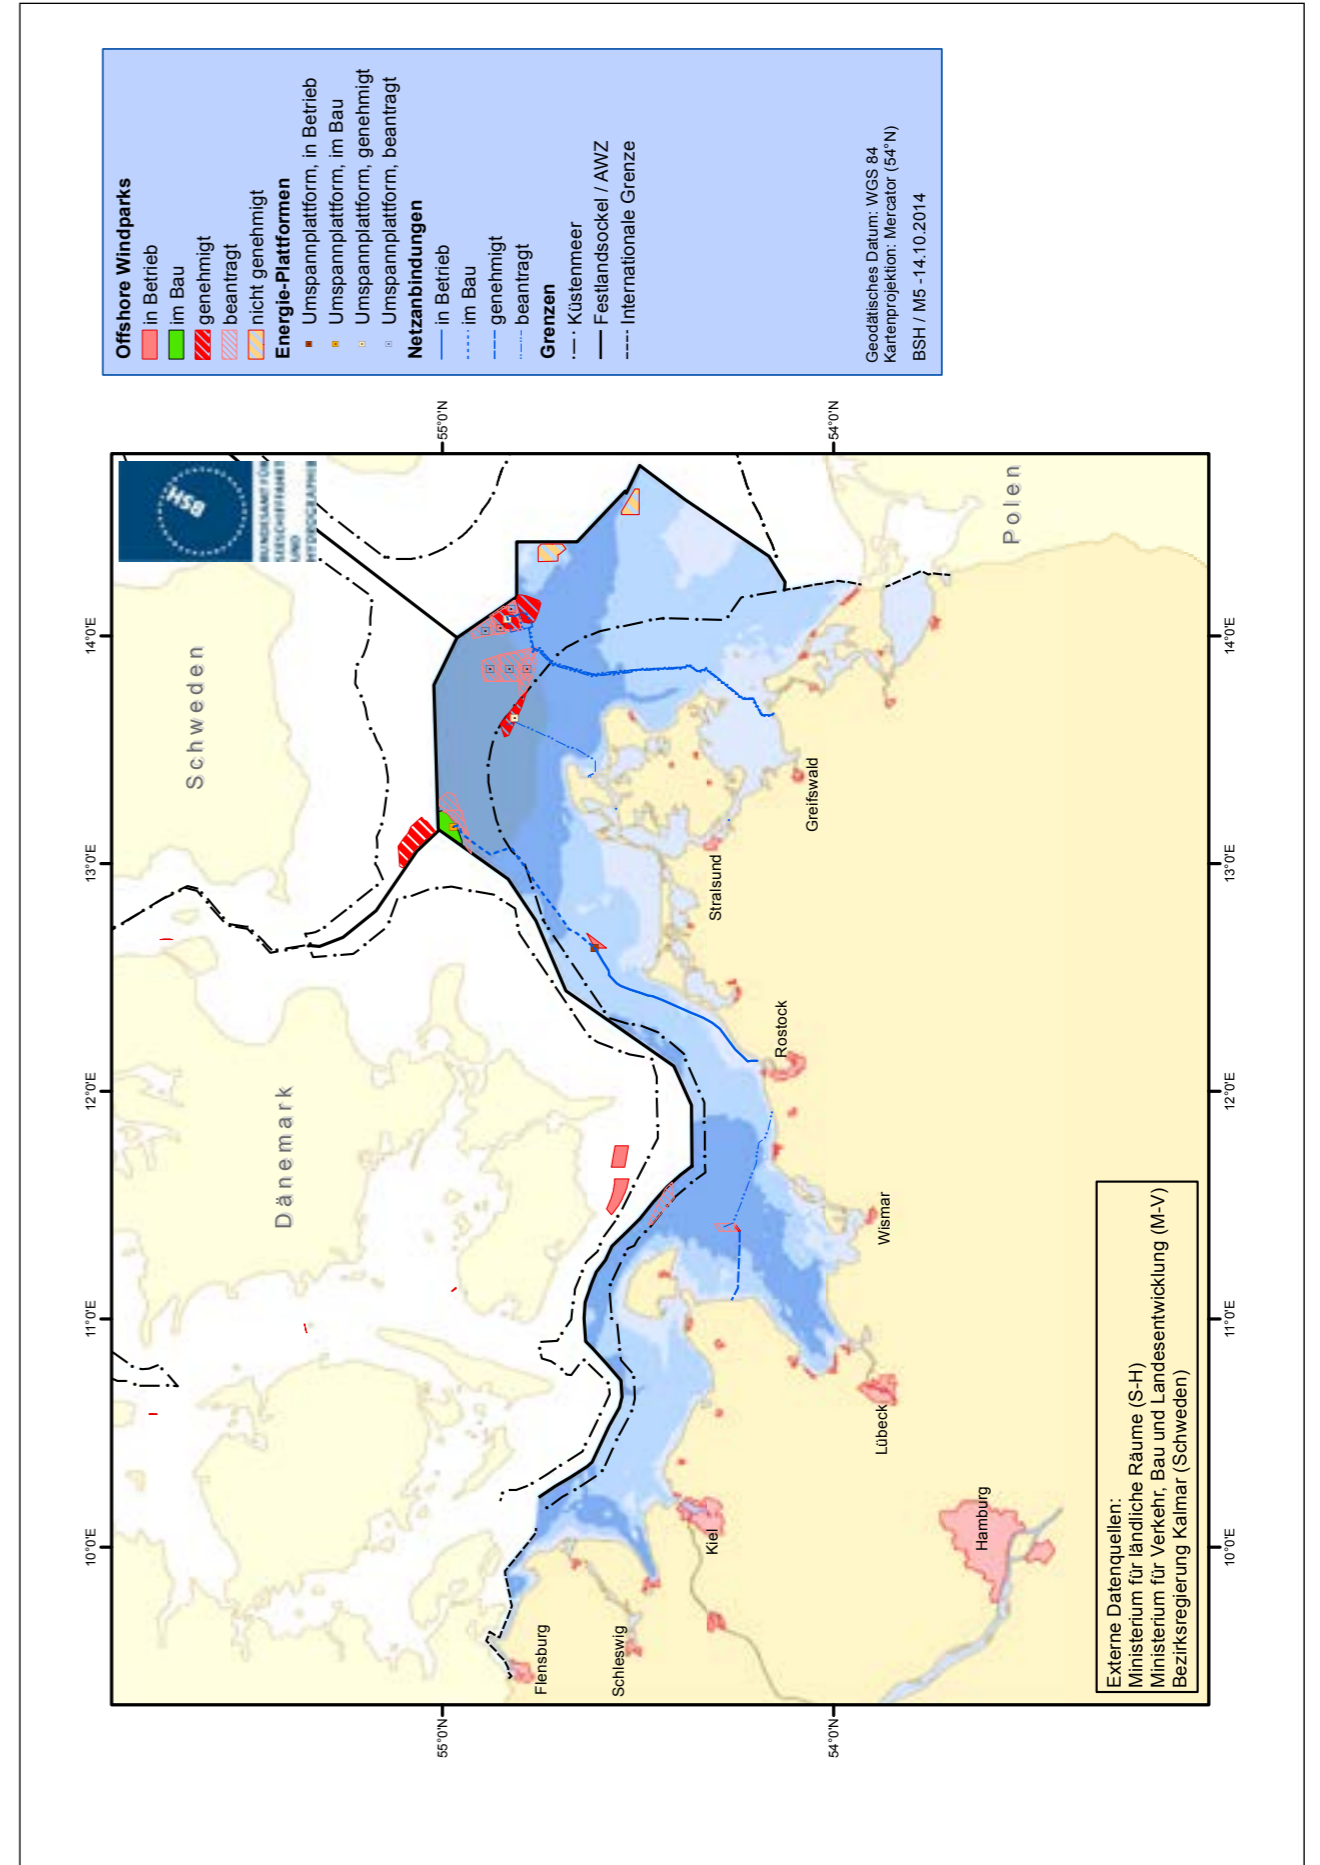 Offshore Windparks
in Betrieb
im Bau
genehmigt
beantragt
nicht genehmigt
Energie-Plattformen
Umspannplattform, in Betrieb
Umspannplattform, im Bau
Umspannplattform, genehmigt
Umspannplattform, beantragt
Netzanbindungen
in Betrieb
im Bau
genehmigt
beantragt
Grenzen
Küstenmeer
Festlandsockel / AWZ
Internationale Grenze
Geodätisches Datum: WGS 84
Kartenprojektion: Mercator (54°N)
BSH / M5 -14.10.2014
BSH
BUNDESAMT FÜR
SEESCHIFFFAHRT
UND
HYDROGRAPHIE
10°0'E
11°0'E
12°0'E
13°0'E
14°0'E
55°0'N
55°0'N
54°0'N
54°0'N
Schweden
Dänemark
Polen
Flensburg
Schleswig
Kiel
Hamburg
Lübeck
Wismar
Rostock
Stralsund
Greifswald
10°0'E
11°0'E
12°0'E
13°0'E
14°0'E
Externe Datenquellen:
Ministerium für ländliche Räume (S-H)
Ministerium für Verkehr, Bau und Landesentwicklung (M-V)
Bezirksregierung Kalmar (Schweden)